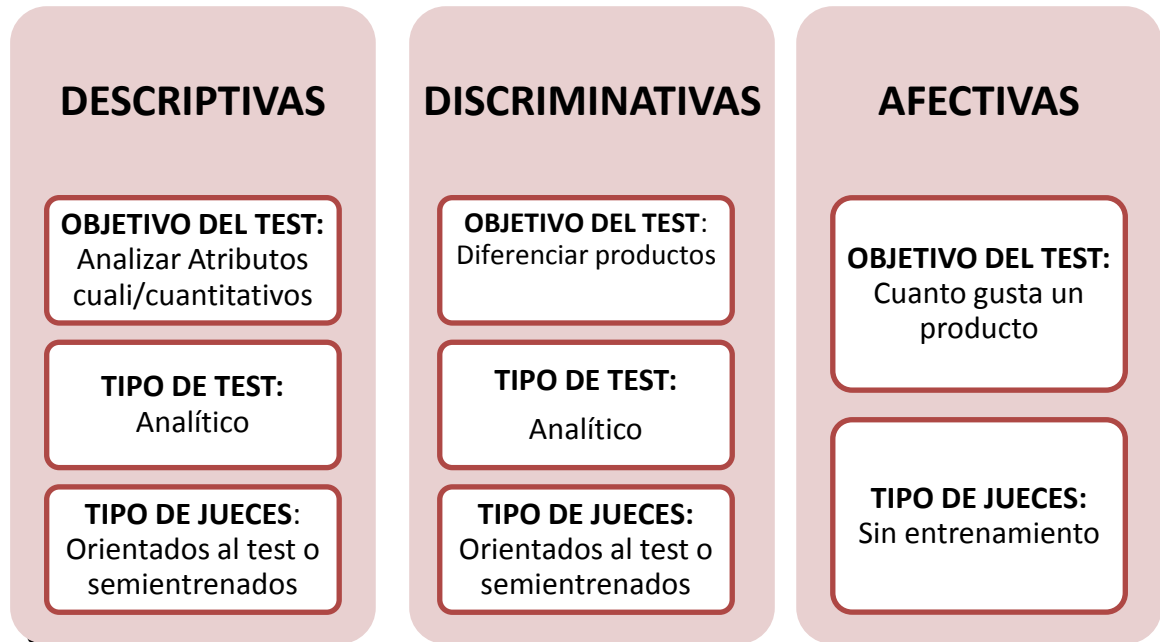 DESCRIPTIVAS
OBJETIVO DEL TEST:
Analizar Atributos
cuali/cuantitativos
TIPO DE TEST:
Analítico
TIPO DE JUECES:
Orientados al test o
semientrenados
DISCRIMINATIVAS
OBJETIVO DEL TEST:
Diferenciar productos
TIPO DE TEST:
Analítico
TIPO DE JUECES:
Orientados al test o
semientrenados
AFECTIVAS
OBJETIVO DEL TEST:
Cuanto gusta un
producto
TIPO DE JUECES:
Sin entrenamiento